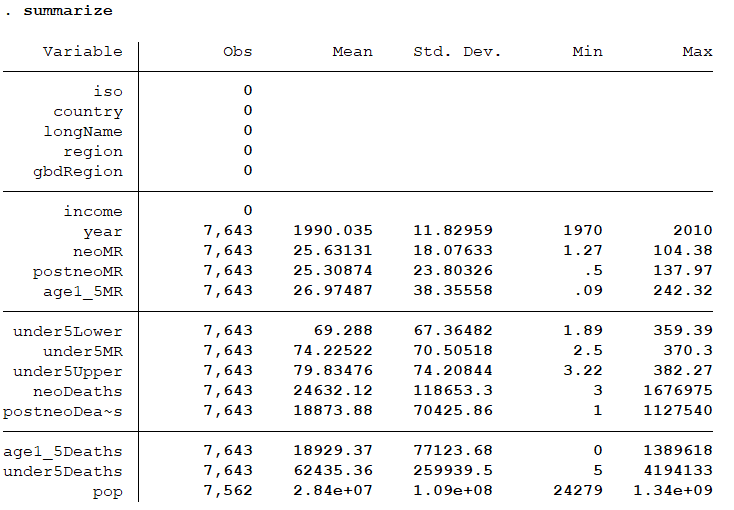 . summarize
Variable Obs Mean Std. Dev. Min Max
iso 0
country 0
longName 0
region 0
gbdRegion 0
income 0
year 7,643 1990.035 11.82959 1970 2010
neoMR 7,643 25.63131 18.07633 1.27 104.38
postneoMR 7,643 25.30874 23.80326 .5 137.97
age1_5MR 7,643 26.97487 38.35558 .09 242.32
under5Lower 7,643 69.288 67.36482 1.89 359.39
under5MR 7,643 74.22522 70.50518 2.5 370.3
under5Upper 7,643 79.83476 74.20844 3.22 382.27
neoDeaths 7,643 24632.12 118653.3 3 1676975
postneoDea~s 7,643 18873.88 70425.86 1 1127540
age1_5Deaths 7,643 18929.37 77123.68 0 1389618
under5Deaths 7,643 62435.36 259939.5 5 4194133
pop 7,562 2.84e+07 1.09e+08 24279 1.34e+09